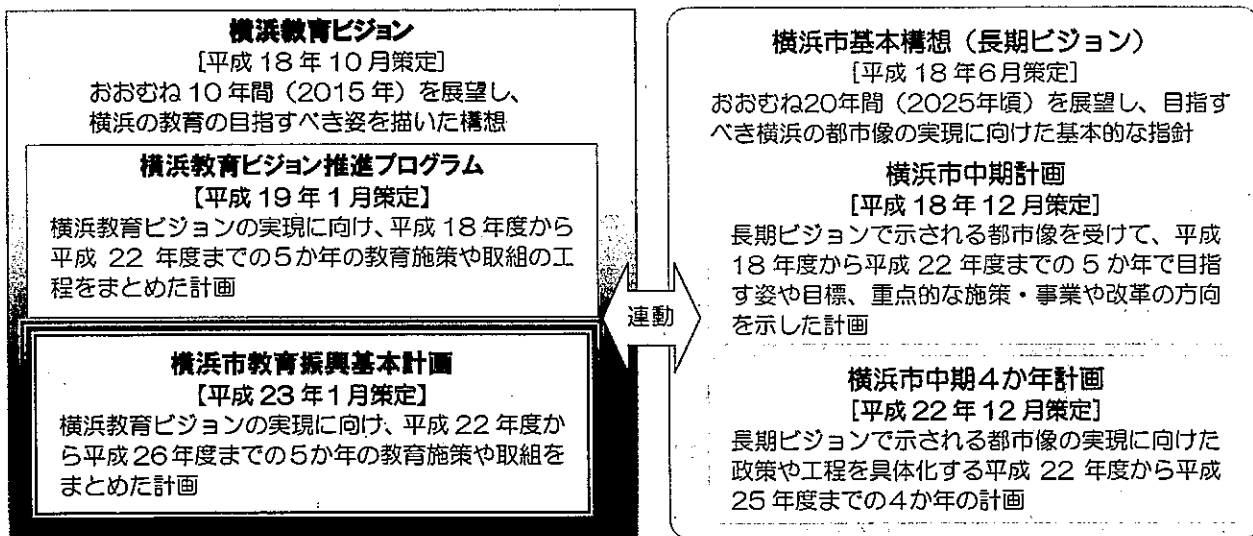 横浜教育ビジョン
[平成18年10月策定]
おおむね10年間（2015年）を展望し、
横浜の教育の目指すべき姿を描いた構想
横浜教育ビジョン推進プログラム
【平成19年1月策定】
横浜教育ビジョンの実現に向け、平成18年度から
平成 22 年度までの5か年の教育施策や取組の工
程をまとめた計画
横浜市教育振興基本計画
【平成23年1月策定】
横浜教育ビジョンの実現に向け、平成22年度か
ら平成26年度までの5か年の教育施策や取組を
まとめた計画
連動
横浜市基本構想（長期ビジョン）
[平成18年6月策定]
おおむね20年間（2025年頃）を展望し、目指す
べき横浜の都市像の実現に向けた基本的な指針
横浜市中期計画
[平成18年12月策定]
長期ビジョンで示される都市像を受けて、平成
18年度から平成22年度までの5か年で目指
す姿や目標、重点的な施策・事業や改革の方向
を示した計画
横浜市中期4か年計画
[平成22年12月策定]
長期ビジョンで示される都市像の実現に向けた
政策や工程を具体化する平成 22 年度から平成
25年度までの4か年の計画